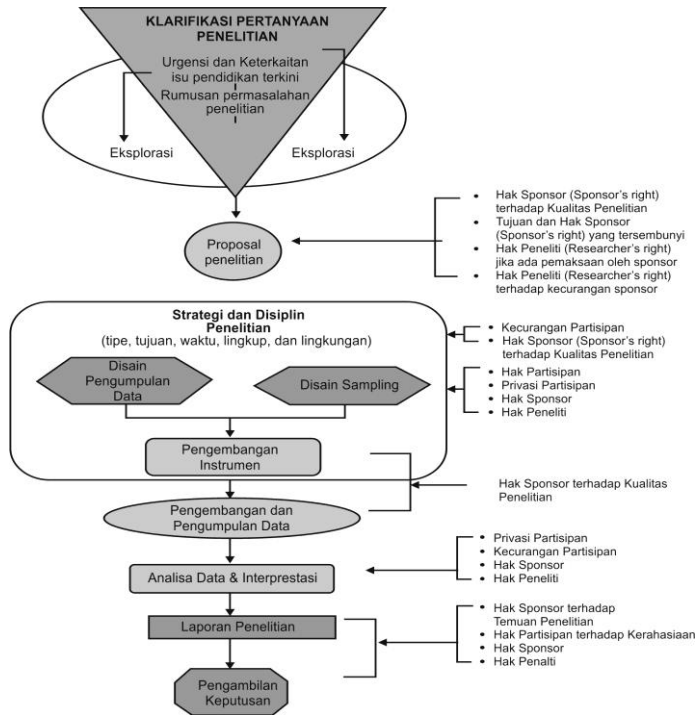 KLARIFIKASI PERTANYAAN
PENELITIAN
Urgensi dan Keterkaitan
isu pendidikan terkini
Rumusan permasalahan
penelitian
Eksplorasi
Eksplorasi
Proposal
penelitian
• Hak Sponsor (Sponsor's right)
terhadap Kualitas Penelitian
• Tujuan dan Hak Sponsor
(Sponsor's right) yang tersembunyi
• Hak Peneliti (Researcher's right)
jika ada pemaksaan oleh sponsor
• Hak Peneliti (Researcher's right)
terhadap kecurangan sponsor
Strategi dan Disiplin
Penelitian
(tipe, tujuan, waktu, lingkup, dan lingkungan)
• Kecurangan Partisipan
• Hak Sponsor (Sponsor's right)
terhadap Kualitas Penelitian
Disain
Pengumpulan
Data
Disain Sampling
• Hak Partisipan
• Privasi Partisipan
• Hak Sponsor
• Hak Peneliti
Pengembangan
Instrumen
Hak Sponsor terhadap Kualitas
Penelitian
Pengembangan dan
Pengumpulan Data
• Privasi Partisipan
• Kecurangan Partisipan
• Hak Sponsor
• Hak Peneliti
Analisa Data & Interprestasi
Laporan Penelitian
• Hak Sponsor terhadap
Temuan Penelitian
• Hak Partisipan terhadap Kerahasiaan
• Hak Sponsor
• Hak Penalti
Pengambilan
Keputusan